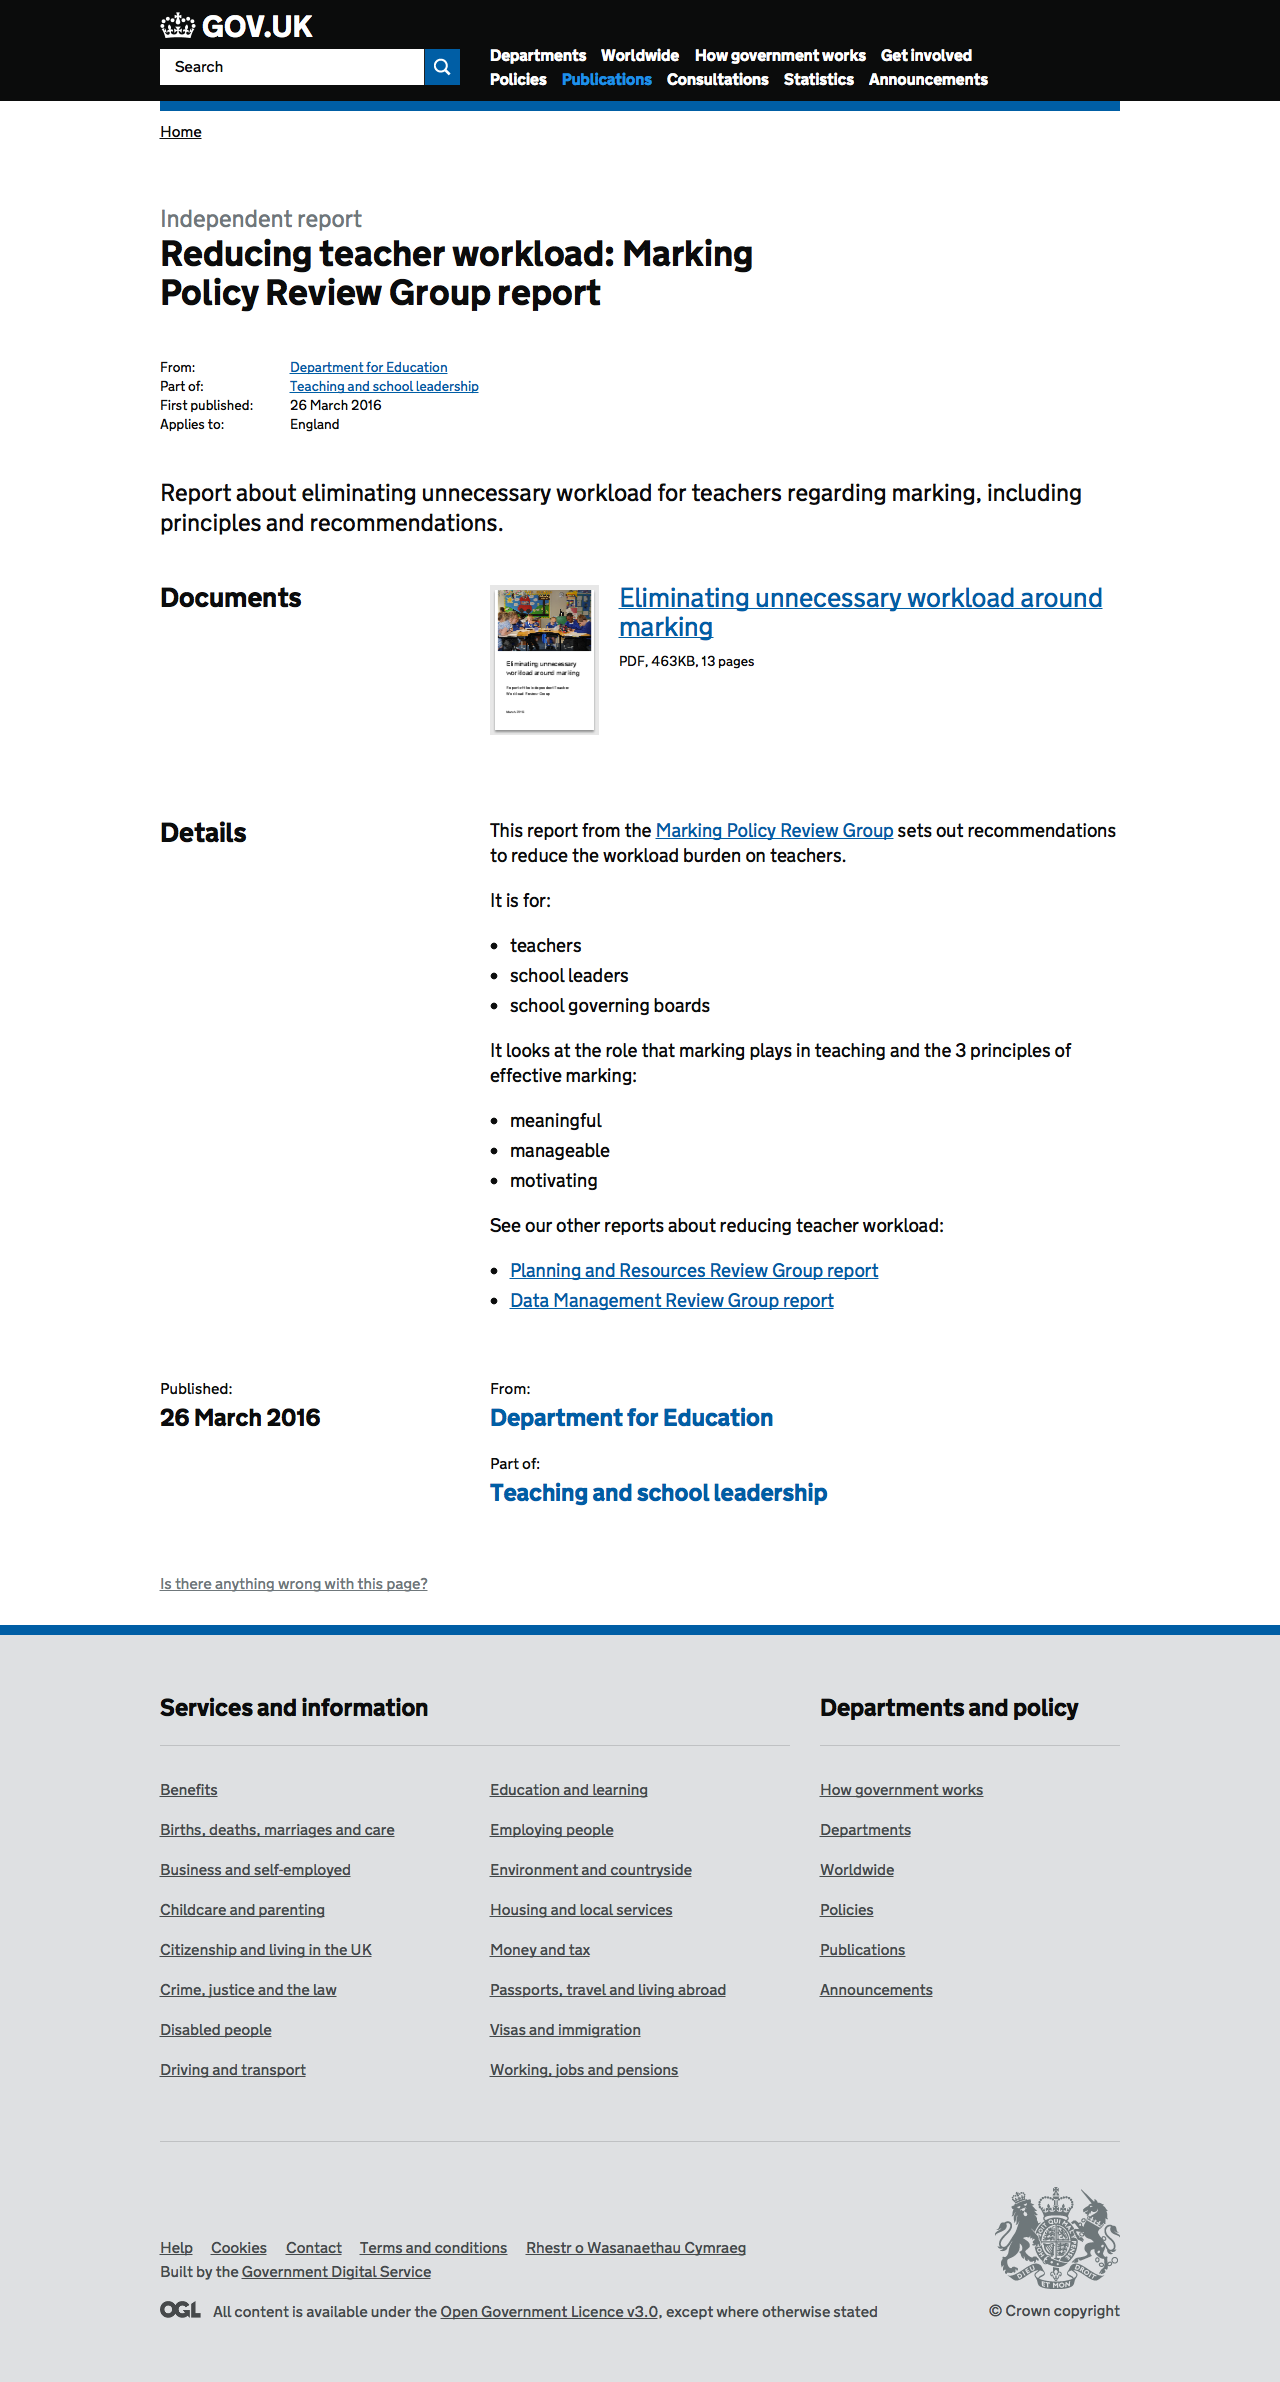 GOV.UK
Search
Departments Worldwide How government works Get involved
Policies Publications Consultations Statistics Announcements
Home
Independent report
Reducing teacher workload: Marking
Policy Review Group report
From: Department for Education
Part of: Teaching and school leadership
First published: 26 March 2016
Applies to: England
Report about eliminating unnecessary workload for teachers regarding marking, including
principles and recommendations.
Documents
Eliminating unnecessary
workload around marking
Report of the Independent Teacher
Workload Review Group
March 2016
Eliminating unnecessary workload around
marking
PDF, 463KB, 13 pages
Details
This report from the Marking Policy Review Group sets out recommendations
to reduce the workload burden on teachers.
It is for:
• teachers
• school leaders
• school governing boards
It looks at the role that marking plays in teaching and the 3 principles of
effective marking:
• meaningful
• manageable
• motivating
See our other reports about reducing teacher workload:
• Planning and Resources Review Group report
• Data Management Review Group report
Published:
26 March 2016
From:
Department for Education
Part of:
Teaching and school leadership
Is there anything wrong with this page?
Services and information
Benefits
Births, deaths, marriages and care
Business and self-employed
Childcare and parenting
Citizenship and living in the UK
Crime, justice and the law
Disabled people
Driving and transport
Education and learning
Employing people
Environment and countryside
Housing and local services
Money and tax
Passports, travel and living abroad
Visas and immigration
Working, jobs and pensions
Departments and policy
How government works
Departments
Worldwide
Policies
Publications
Announcements
Help Cookies Contact Terms and conditions Rhestr o Wasanaethau Cymraeg
Built by the Government Digital Service
OGL All content is available under the Open Government Licence v3.0, except where otherwise stated
DIEU ET MON DROIT
© Crown copyright